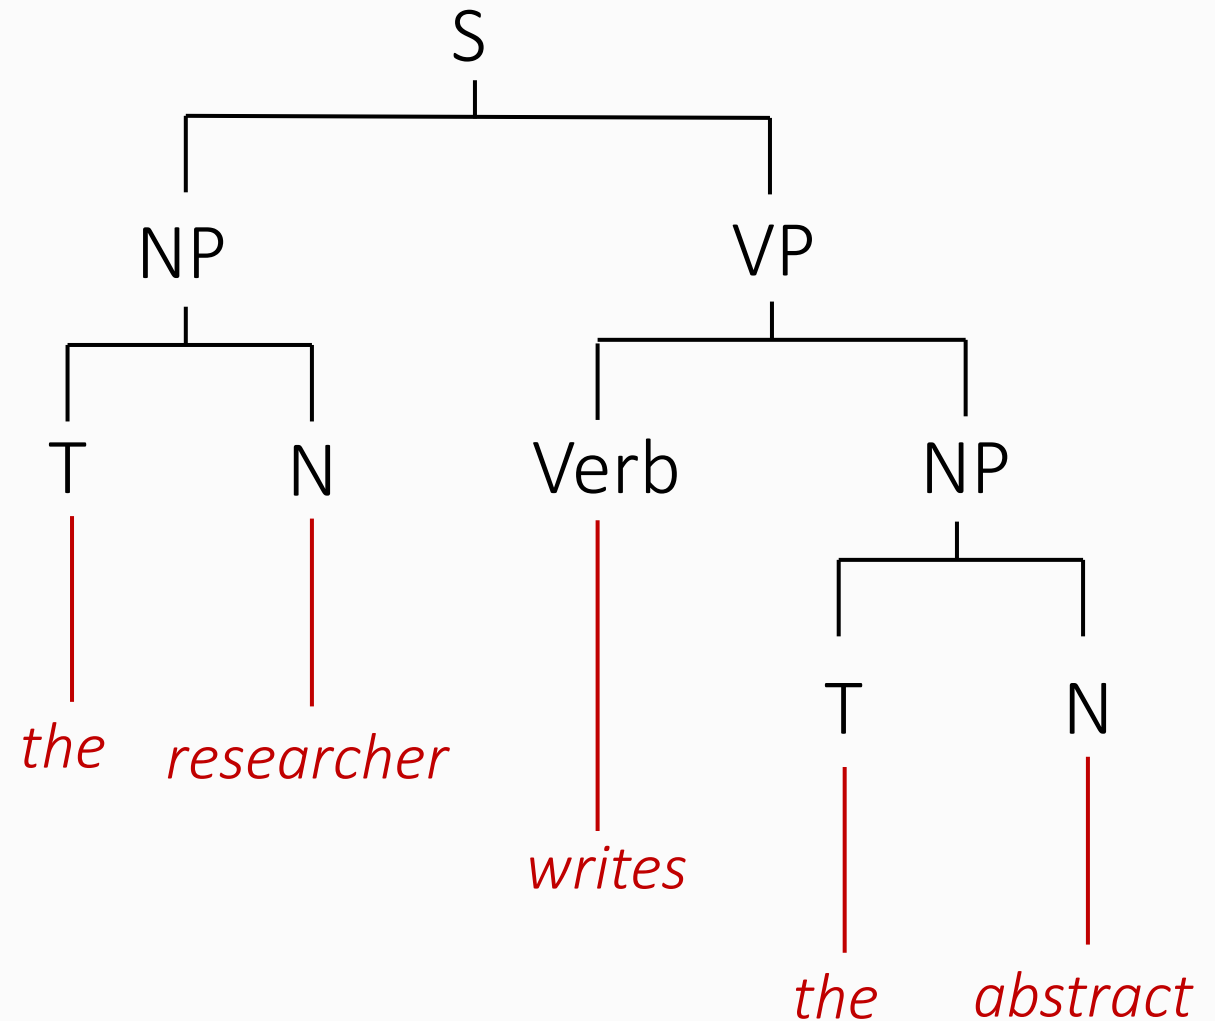 S
NP VP
T N Verb NP
T N
the researcher
writes
the abstract